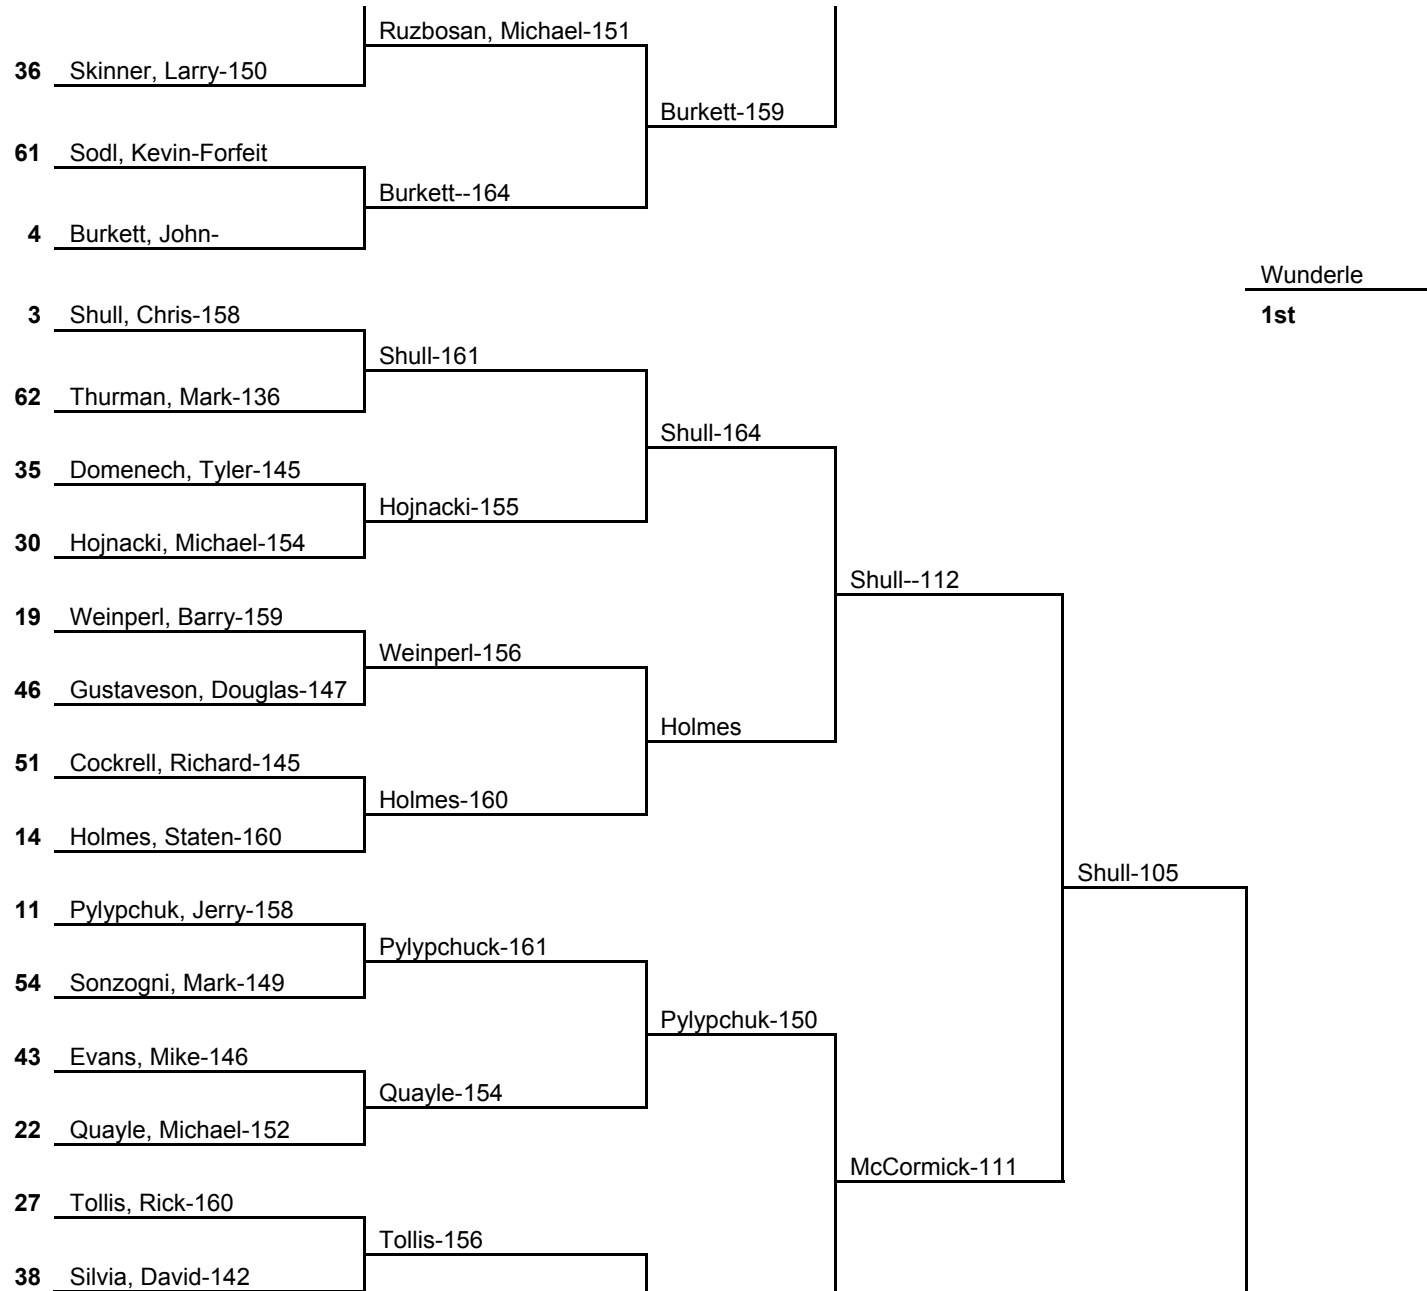 Ruzbosan, Michael-151
36 Skinner, Larry-150
Burkett-159
61 Sodl, Kevin-Forfeit
Burkett--164
4 Burkett, John-
Wunderle
3 Shull, Chris-158
1st
Shull-161
62 Thurman, Mark-136
Shull-164
35 Domenech, Tyler-145
Hojnacki-155
30 Hojnacki, Michael-154
Shull--112
19 Weinperl, Barry-159
Weinperl-156
46 Gustaveson, Douglas-147
Holmes
51 Cockrell, Richard-145
Holmes-160
14 Holmes, Staten-160
Shull-105
11 Pylypchuk, Jerry-158
Pylypchuck-161
54 Sonzogni, Mark-149
Pylypchuk-150
43 Evans, Mike-146
Quayle-154
22 Quayle, Michael-152
McCormick-111
27 Tollis, Rick-160
Tollis-156
38 Silvia, David-142